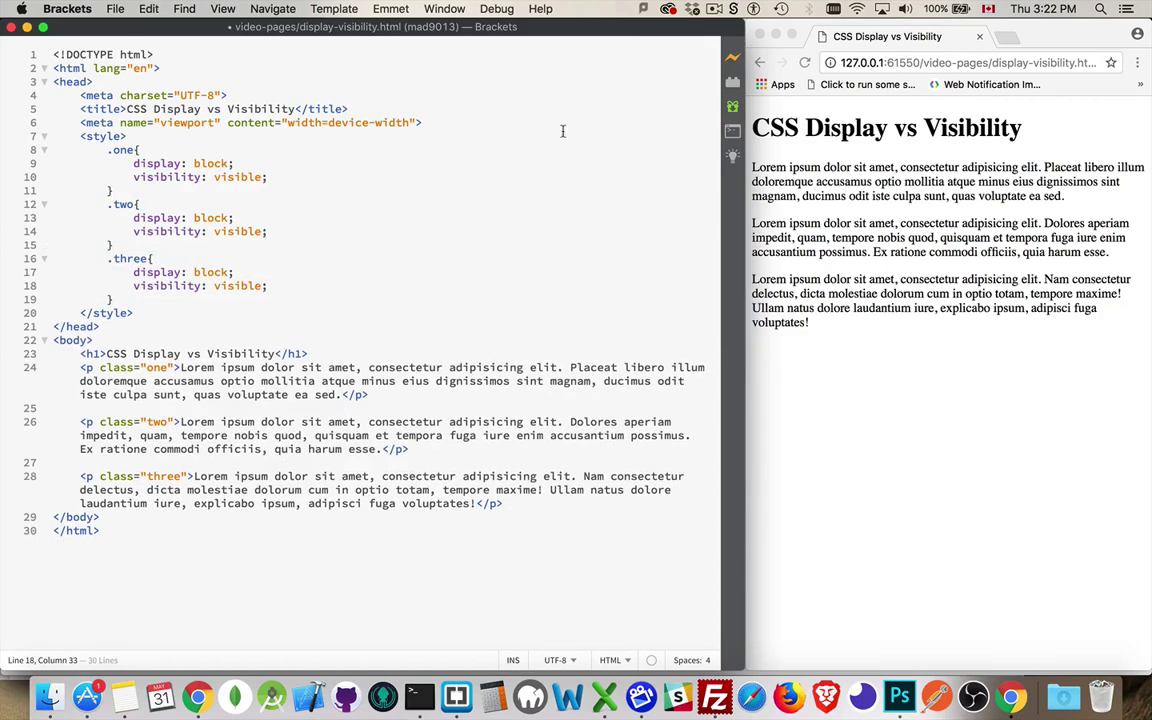 Brackets File Edit Find View Navigate Template Emmet Window Debug Help 100% Thu 3:22 PM
• video-pages/display-visibility.html (mad9013) — Brackets
1 <!DOCTYPE html>
2 <html lang="en">
3 <head>
4 <meta charset="UTF-8">
5 <title>CSS Display vs Visibility</title>
6 <meta name="viewport" content="width=device-width">
7 <style>
8 .one{
9 display: block;
10 visibility: visible;
11 }
12 .two{
13 display: block;
14 visibility: visible;
15 }
16 .three{
17 display: block;
18 visibility: visible;
19 }
20 </style>
21 </head>
22 <body>
23 <h1>CSS Display vs Visibility</h1>
24 <p class="one">Lorem ipsum dolor sit amet, consectetur adipisicing elit. Placeat libero illum
doloremque accusamus optio mollitia atque minus eius dignissimos sint magnam, ducimus odit
iste culpa sunt, quas voluptate ea sed.</p>
25
26 <p class="two">Lorem ipsum dolor sit amet, consectetur adipisicing elit. Dolores aperiam
impedit, quam, tempore nobis quod, quisquam et tempora fuga iure enim accusantium possimus.
Ex ratione commodi officiis, quia harum esse.</p>
27
28 <p class="three">Lorem ipsum dolor sit amet, consectetur adipisicing elit. Nam consectetur
delectus, dicta molestiae dolorum cum in optio totam, tempore maxime! Ullam natus dolore
laudantium iure, explicabo ipsum, adipisci fuga voluptates!</p>
29 </body>
30 </html>
Line 18, Column 33 — 30 Lines INS UTF-8 HTML Spaces: 4
CSS Display vs Visibility
127.0.0.1:61550/video-pages/display-visibility.ht...
Apps Click to run some s... Web Notification Im... »
CSS Display vs Visibility
Lorem ipsum dolor sit amet, consectetur adipisicing elit. Placeat libero illum
doloremque accusamus optio mollitia atque minus eius dignissimos sint
magnam, ducimus odit iste culpa sunt, quas voluptate ea sed.
Lorem ipsum dolor sit amet, consectetur adipisicing elit. Dolores aperiam
impedit, quam, tempore nobis quod, quisquam et tempora fuga iure enim
accusantium possimus. Ex ratione commodi officiis, quia harum esse.
Lorem ipsum dolor sit amet, consectetur adipisicing elit. Nam consectetur
delectus, dicta molestiae dolorum cum in optio totam, tempore maxime!
Ullam natus dolore laudantium iure, explicabo ipsum, adipisci fuga
voluptates!
1 31 Ps Fz